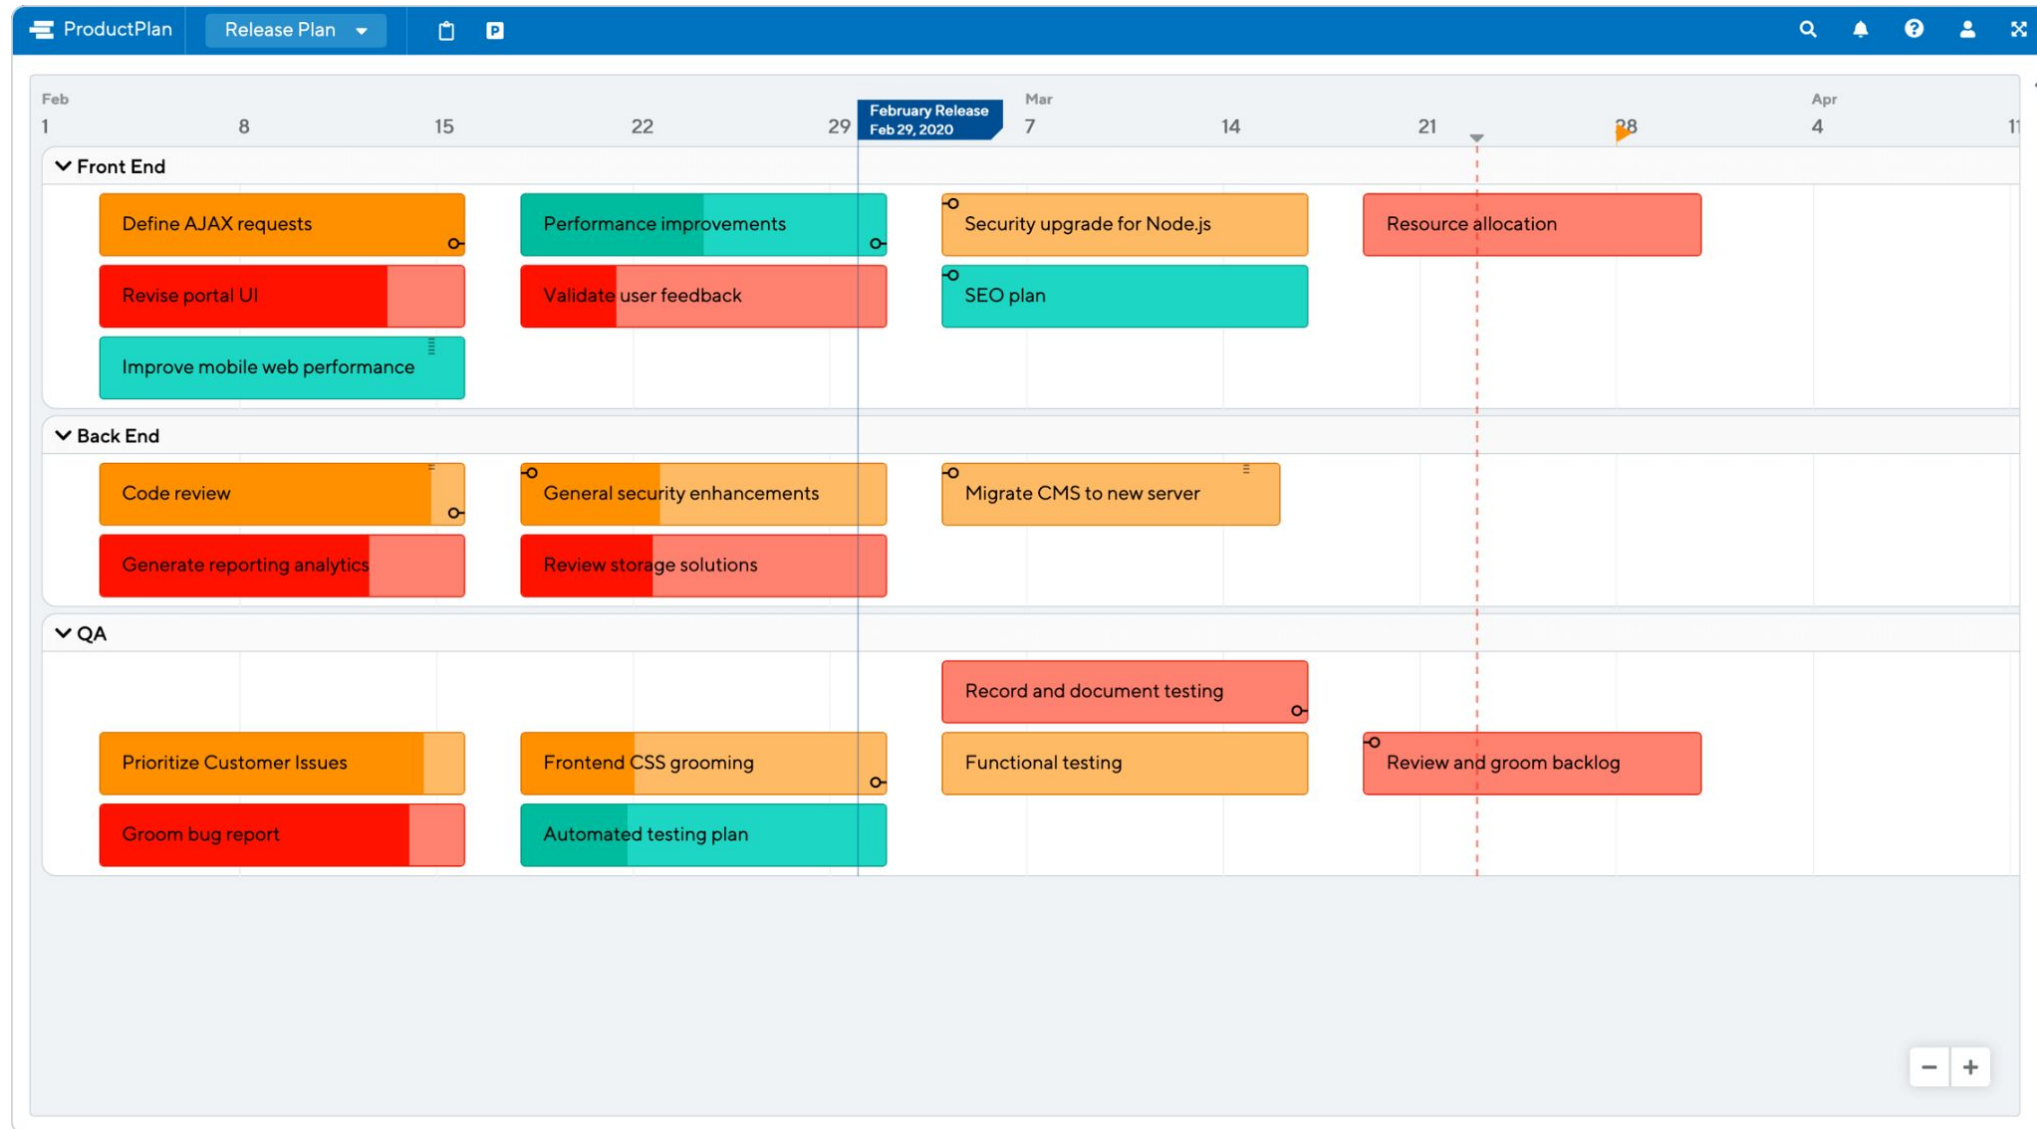 ProductPlan
Release Plan
P
?
Feb
Mar
Apr
1
8
15
22
29
February Release
Feb 29, 2020
7
14
21
28
4
11
Front End
Define AJAX requests
Performance improvements
Security upgrade for Node.js
Resource allocation
Revise portal UI
Validate user feedback
SEO plan
Improve mobile web performance
Back End
Code review
General security enhancements
Migrate CMS to new server
Generate reporting analytics
Review storage solutions
QA
Record and document testing
Prioritize Customer Issues
Frontend CSS grooming
Functional testing
Review and groom backlog
Groom bug report
Automated testing plan